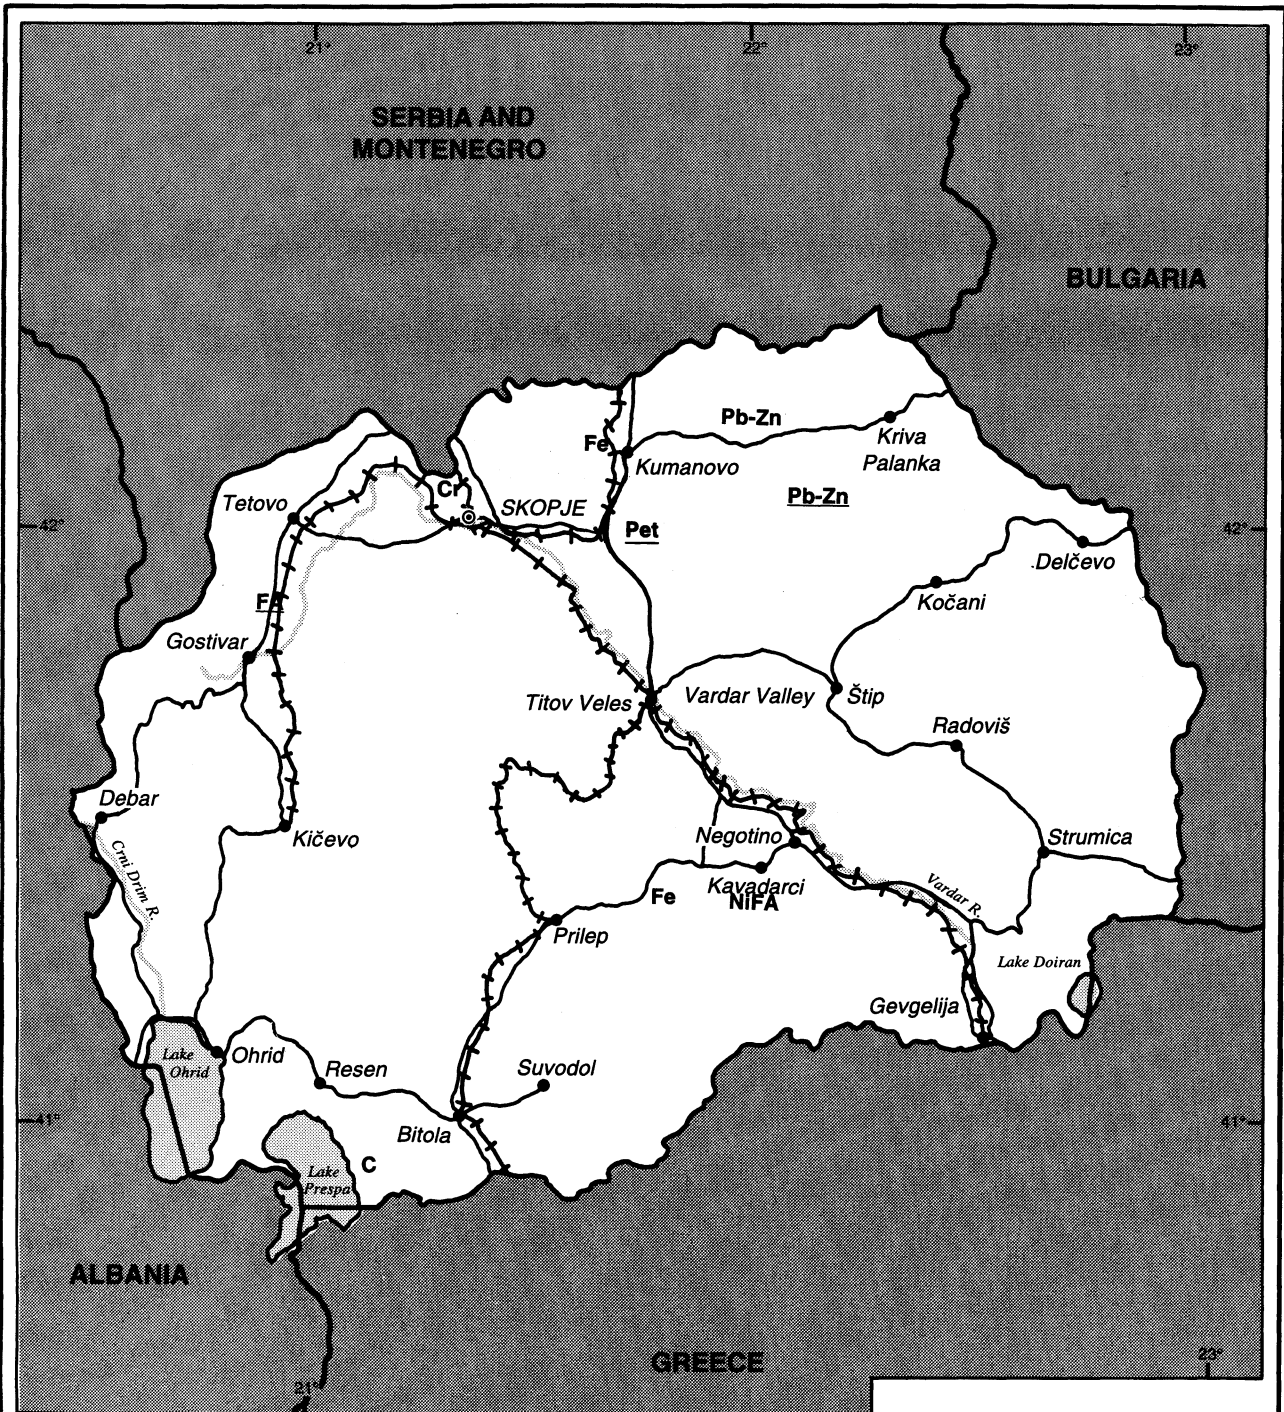 21°
22°
23°
SERBIA AND
MONTENEGRO
BULGARIA
Pb-Zn
Fe
Kriva
Palanka
Kumanovo
Cr
Pb-Zn
Tetovo
SKOPJE
Pet
42°
42°
Delčevo
FA
Kočani
Gostivar
Titov Veles
Vardar Valley
Štip
Radoviš
Debar
Kičevo
Negotino
Strumica
Crni Drim R.
Kavadarci
Vardar R.
Fe
NiFA
Prilep
Lake Doiran
Gevgelija
Lake
Ohrid
Ohrid
Resen
Suvodol
41°
41°
Bitola
C
Lake
Prespa
ALBANIA
GREECE
23°
21°